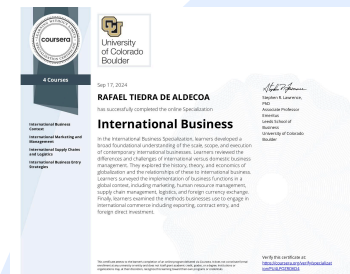 coursera
4 Courses
International Business
Context
International Marketing and
Management
International Supply Chains
and Logistics
International Business Entry
Strategies
CU
University
of Colorado
Boulder
Sep 17, 2024
RAFAEL TIEDRA DE ALDECOA
has successfully completed the online Specialization
International Business
In the International Business Specialization, learners developed a
broad foundational understanding of the scale, scope, and execution
of contemporary international businesses. Learners reviewed the
differences and challenges of international versus domestic business
management. They explored the history, theory, and economics of
globalization and the relationships of these to international business.
Learners surveyed the implementation of business functions in a
global context, including marketing, human resource management,
supply chain management, logistics, and foreign currency exchange.
Finally, learners examined the methods businesses use to engage in
international commerce including exporting, contract entry, and
foreign direct investment.
Stephen R. Lawrence,
PhD
Associate Professor
Emeritus
Leeds School of
Business
University of Colorado
Boulder
Verify this certificate at: